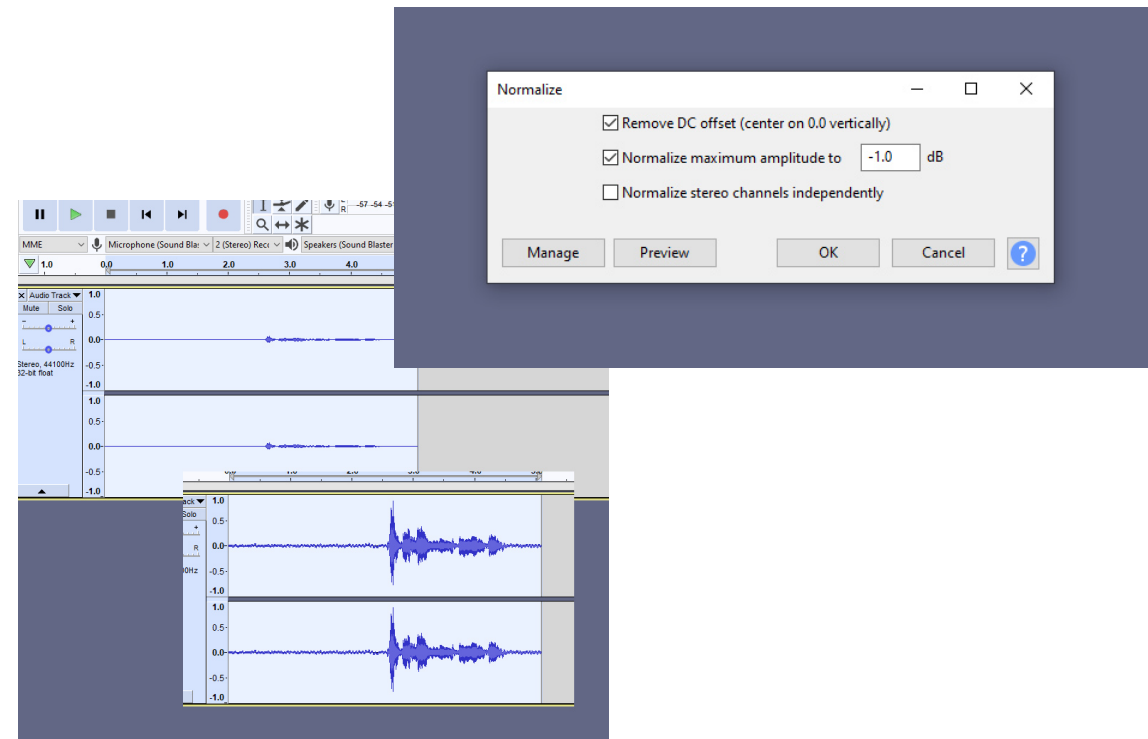 Normalize
Remove DC offset (center on 0.0 vertically)
Normalize maximum amplitude to -1.0 dB
Normalize stereo channels independently
Manage Preview OK Cancel ?
R -57 -54
MME Microphone (Sound Bla: 2 (Stereo) Reco Speakers (Sound Blaster
1.0 0.0 1.0 2.0 3.0 4.0
X Audio Track 1.0
Mute Solo
0.5
- +
L R 0.0
Stereo, 44100Hz -0.5
32-bit float
-1.0
1.0
0.5
0.0
-0.5
-1.0
ack 1.0
Solo
0.5
+
R 0.0
00Hz -0.5
-1.0
1.0
0.5
0.0
-0.5
-1.0